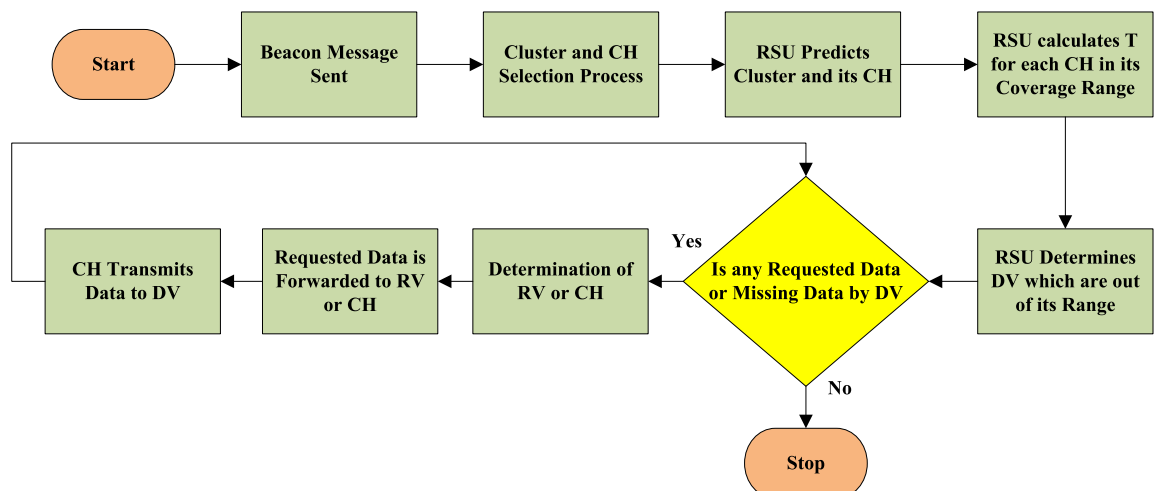 Start
Beacon Message
Sent
Cluster and CH
Selection Process
RSU Predicts
Cluster and its CH
RSU calculates T
for each CH in its
Coverage Range
CH Transmits
Data to DV
Requested Data is
Forwarded to RV
or CH
Determination of
RV or CH
Yes
Is any Requested Data
or Missing Data by DV
RSU Determines
DV which are out
of its Range
No
Stop